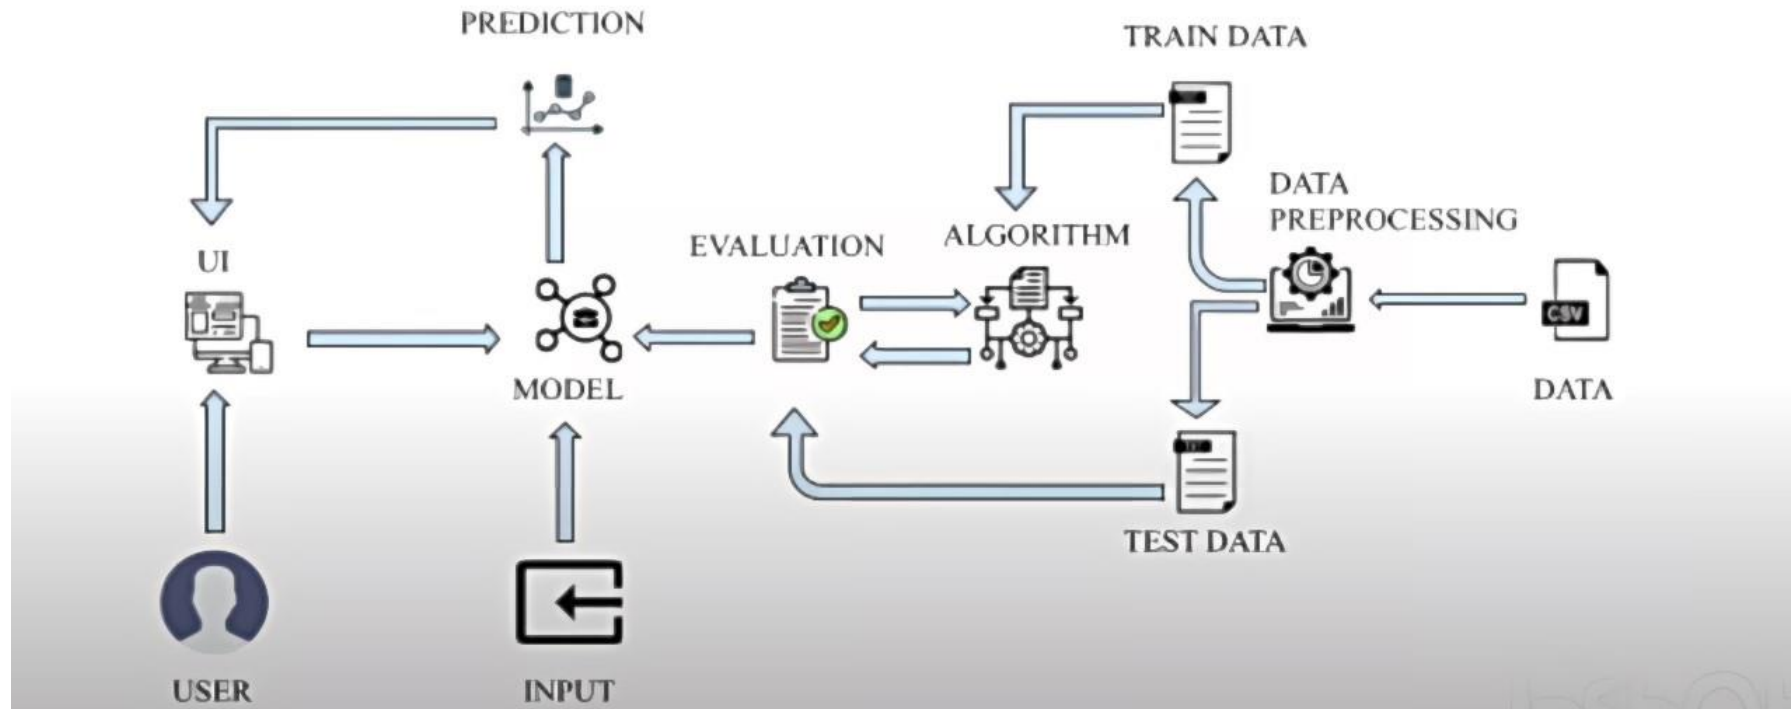 PREDICTION
TRAIN DATA
DATA
PREPROCESSING
ALGORITHM
EVALUATION
UI
CSV
MODEL
DATA
TEST DATA
USER
INPUT